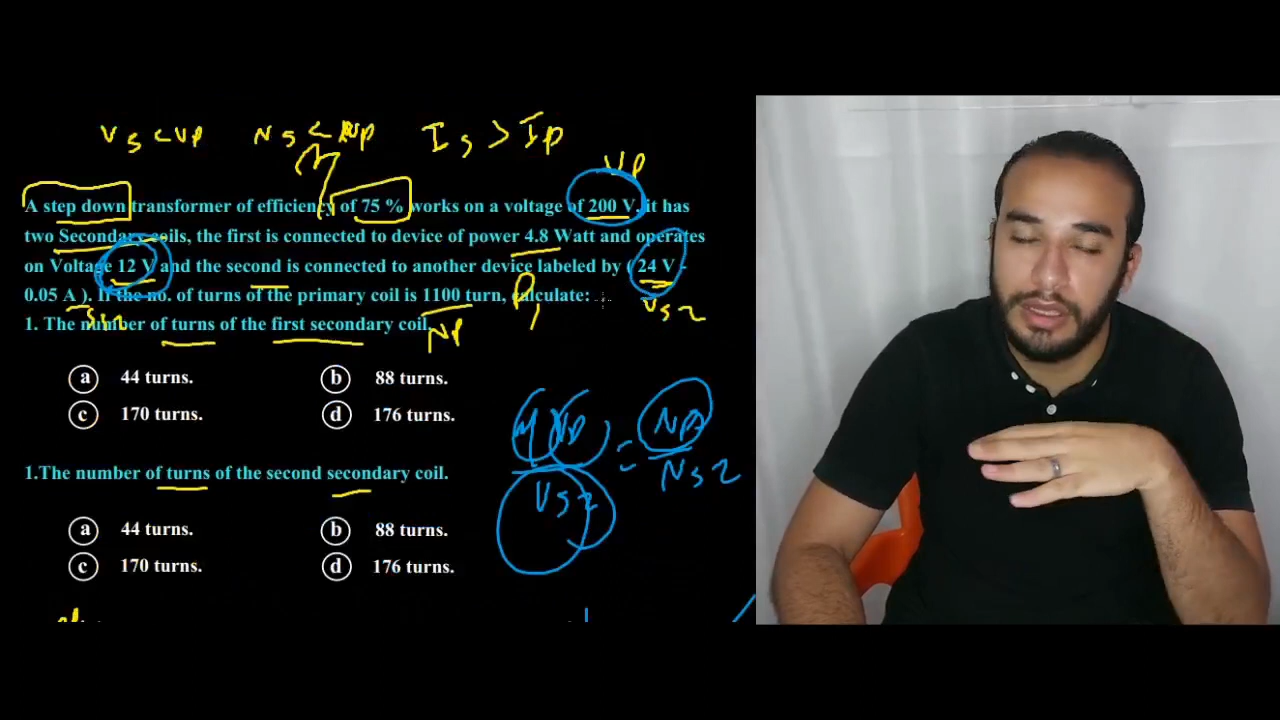 Vs < Vp Ns < Np Is > Ip
Vp
A step down transformer of efficiency of 75 % works on a voltage of 200 V, it has
two Secondary coils, the first is connected to device of power 4.8 Watt and operates
on Voltage 12 V and the second is connected to another device labeled by ( 24 V -
0.05 A ). If the no. of turns of the primary coil is 1100 turn, calculate:
Is2 Np P1 Vs2
1. The number of turns of the first secondary coil.
a 44 turns. b 88 turns.
c 170 turns. d 176 turns.
Vp = Np
Vs2 Ns2
1.The number of turns of the second secondary coil.
a 44 turns. b 88 turns.
c 170 turns. d 176 turns.